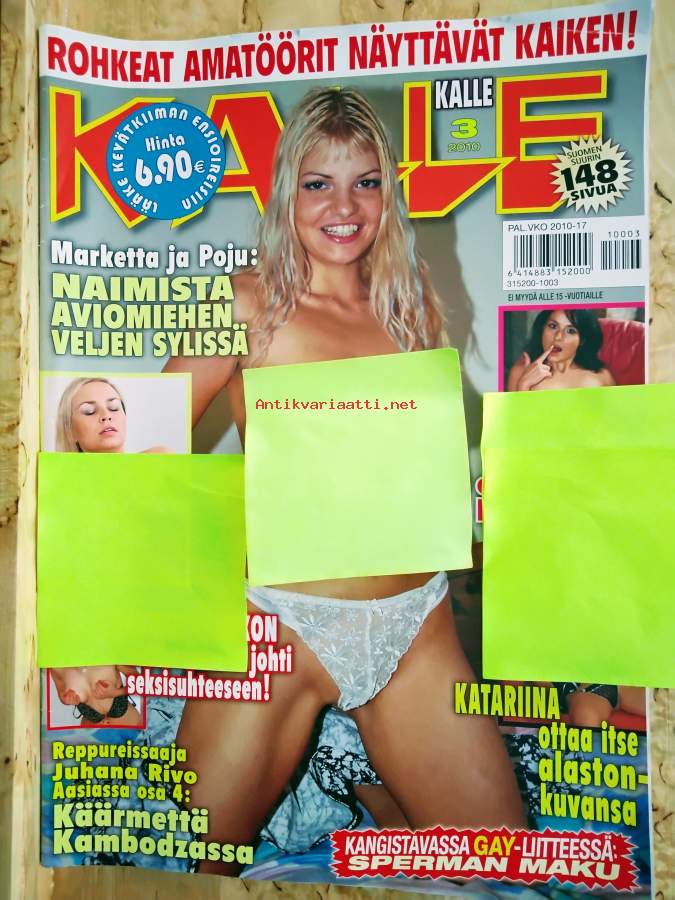 ROHKEAT AMATÖÖRIT NÄYTTÄVÄT KAIKEN!
KALLE
KALLE
3
2010
TÄRKE KEVÄTKIIMAN ENSIOIREISIIN
Hinta
6.90€
SUOMEN
SUURIN
148
SIVUA
PAL.VKO 2010-17
10003
6 414883 152000
315200-1003
EI MYYDÄ ALLE 15 -VUOTIAILLE
Marketta ja Poju:
NAIMISTA
AVIOMIEHEN
VELJEN SYLISSÄ
Antikvariaatti.net
KON
johti
seksisuhteeseen!
KATARIINA
ottaa itse
alaston-
kuvansa
Reppureissaaja
Juhana Rivo
Aasiassa osa 4:
Käärmettä
Kambodzassa
KANGISTAVASSA GAY-LIITTEESSÄ:
SPERMAN MAKU